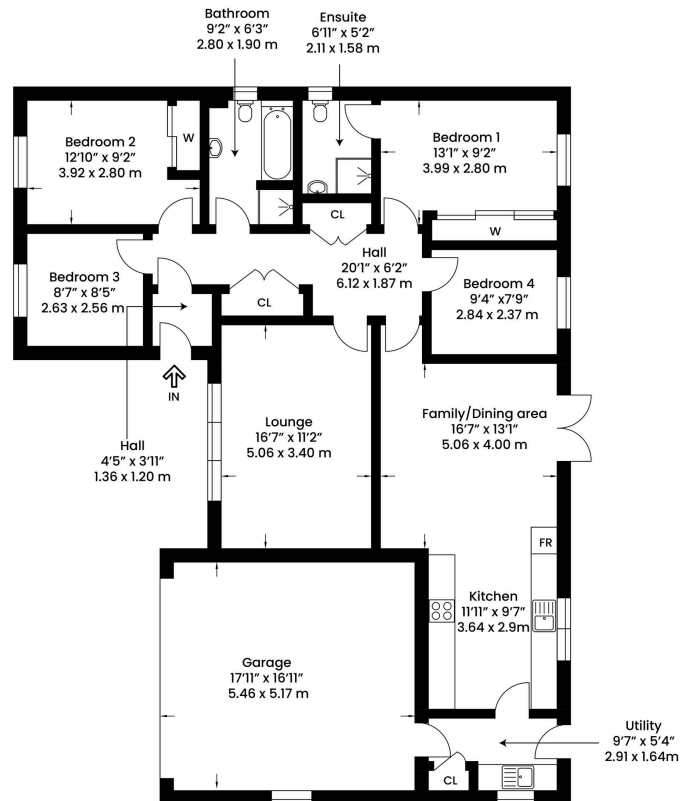 Bathroom
9'2" x 6'3"
2.80 x 1.90 m
Ensuite
6'11" x 5'2"
2.11 x 1.58 m
Bedroom 2
12'10" x 9'2"
3.92 x 2.80 m
W
Bedroom 1
13'1" x 9'2"
3.99 x 2.80 m
W
CL
Hall
20'1" x 6'2"
6.12 x 1.87 m
Bedroom 3
8'7" x 8'5"
2.63 x 2.56 m
CL
Bedroom 4
9'4" x7'9"
2.84 x 2.37 m
IN
Hall
4'5" x 3'11"
1.36 x 1.20 m
Lounge
16'7" x 11'2"
5.06 x 3.40 m
Family/Dining area
16'7" x 13'1"
5.06 x 4.00 m
FR
Kitchen
11'11" x 9'7"
3.64 x 2.9m
Garage
17'11" x 16'11"
5.46 x 5.17 m
Utility
9'7" x 5'4"
2.91 x 1.64m
CL